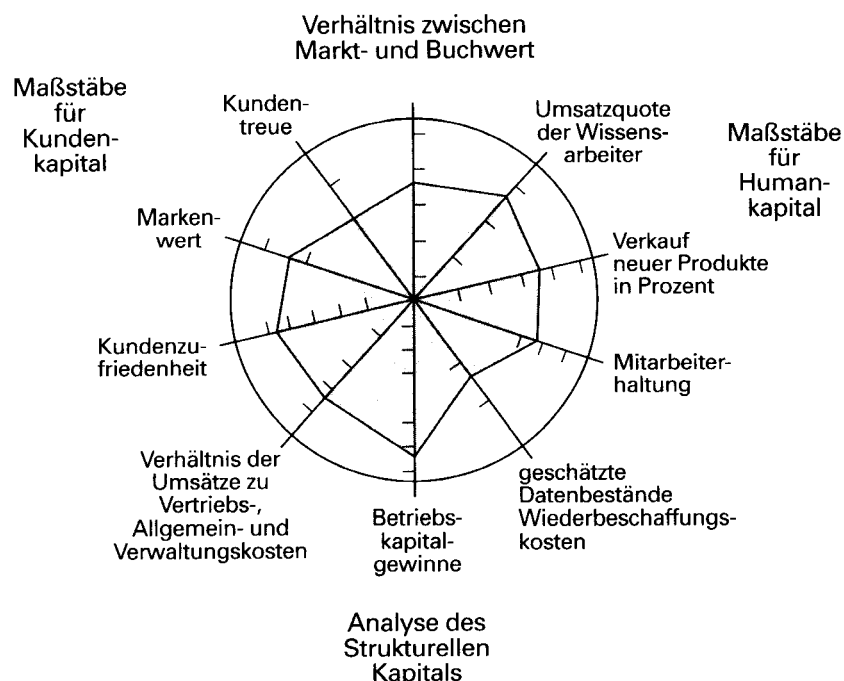 Verhältnis zwischen
Markt- und Buchwert
Maßstäbe
für
Kunden-
kapital
Kunden-
treue
Umsatzquote
der Wissens-
arbeiter
Maßstäbe
für
Human-
kapital
Marken-
wert
Verkauf
neuer Produkte
in Prozent
Kundenzu-
friedenheit
Mitarbeiter-
haltung
Verhältnis der
Umsätze zu
Vertriebs-,
Allgemein- und
Verwaltungskosten
Betriebs-
kapital-
gewinne
geschätzte
Datenbestände
Wiederbeschaffungs-
kosten
Analyse des
Strukturellen
Kapitals